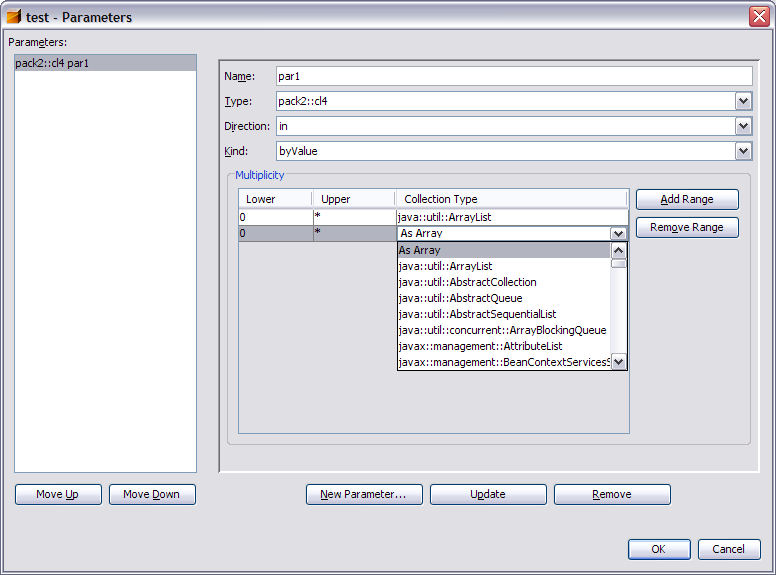 test - Parameters
Parameters:
pack2::cl4 par1
Name: par1
Type: pack2::cl4
Direction: in
Kind: byValue
Multiplicity
Lower Upper Collection Type
0 * java::util::ArrayList
0 * As Array
As Array
java::util::ArrayList
java::util::AbstractCollection
java::util::AbstractQueue
java::util::AbstractSequentialList
java::util::concurrent::ArrayBlockingQueue
javax::management::AttributeList
javax::management::BeanContextServicesS
Add Range
Remove Range
Move Up Move Down New Parameter... Update Remove
OK Cancel